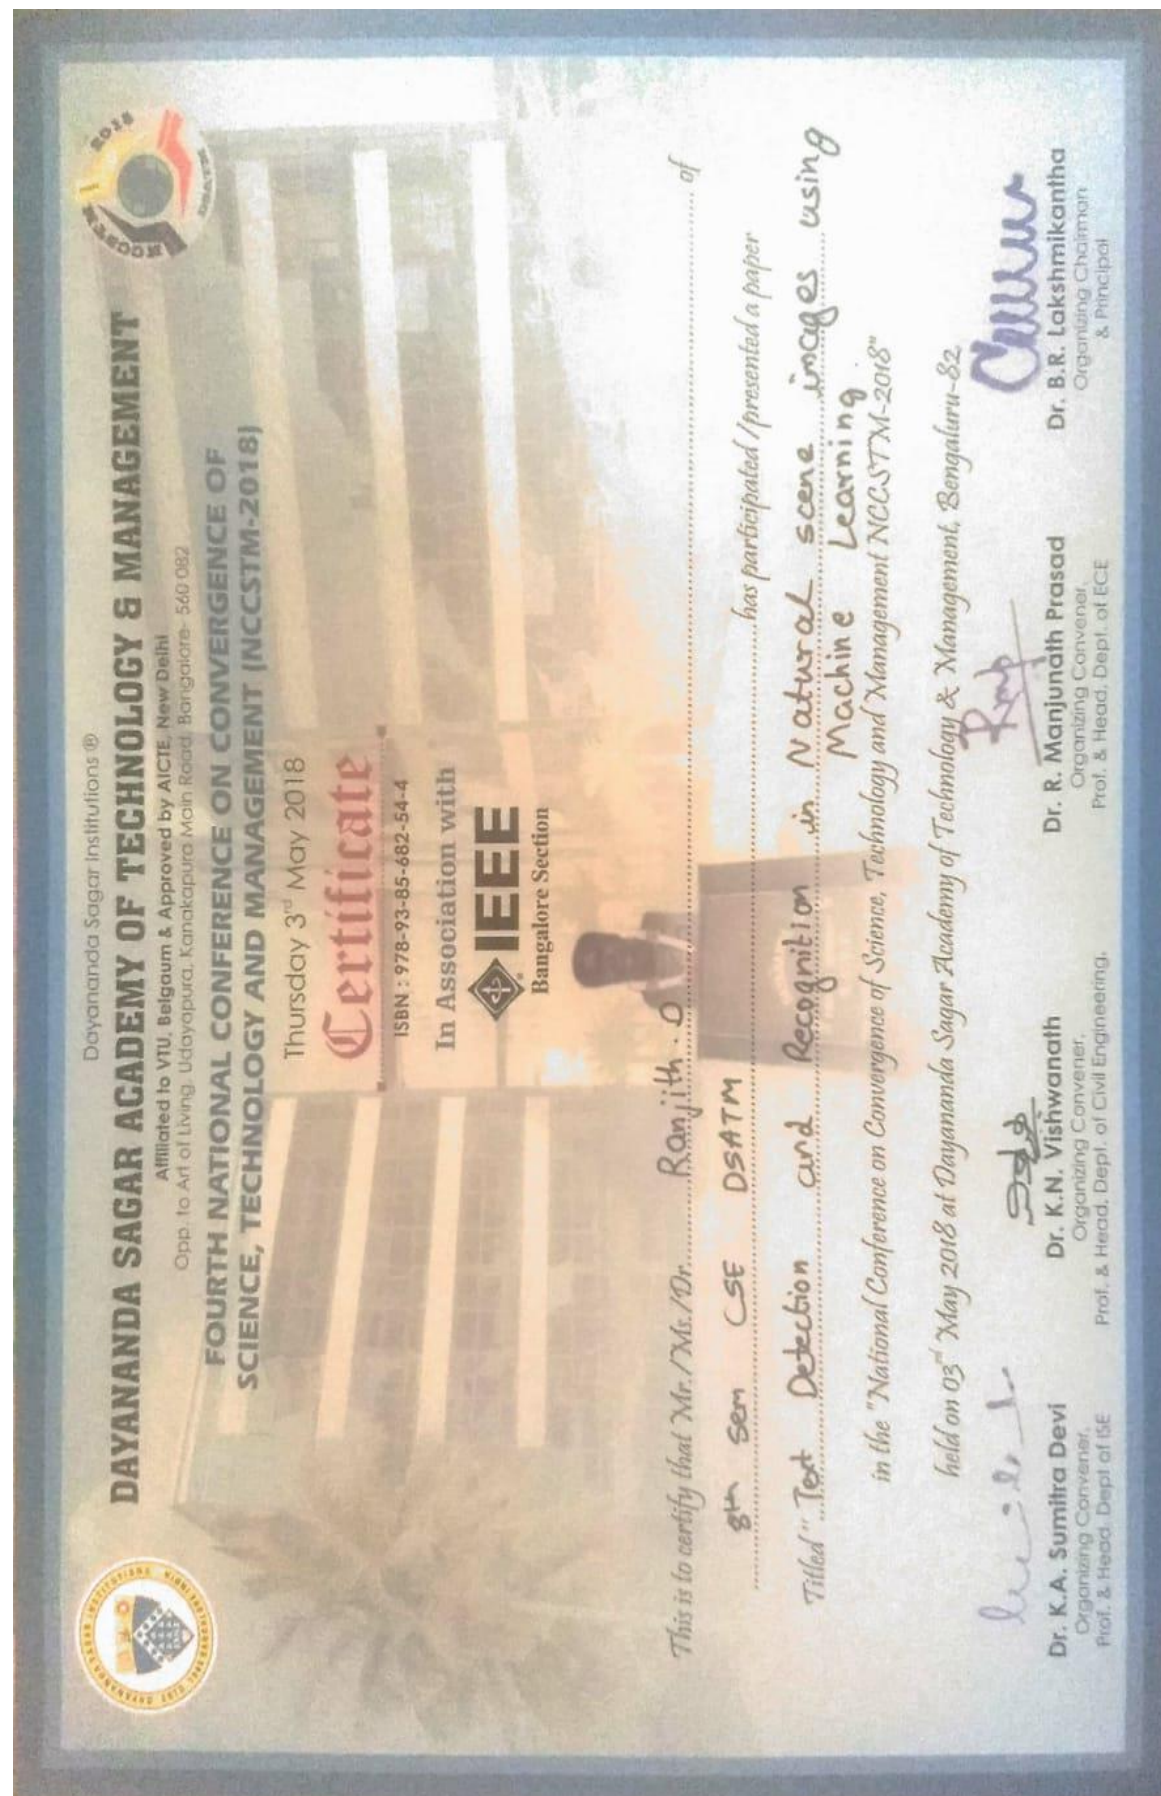 Dayananda Sagar Institutions ®
DAYANANDA SAGAR ACADEMY OF TECHNOLOGY & MANAGEMENT
Affiliated to VTU, Belgaum & Approved by AICTE, New Delhi
Opp. to Art of Living, Udayapura, Kanakapura Main Road, Bangalore- 560 082
FOURTH NATIONAL CONFERENCE ON CONVERGENCE OF
SCIENCE, TECHNOLOGY AND MANAGEMENT (NCCSTM-2018)
Thursday 3rd May 2018
Certificate
ISBN : 978-93-85-682-54-4
In Association with
IEEE
Bangalore Section
This is to certify that Mr./Ms./Dr. Ranjith . D of
8th sem CSE DSATM has participated /presented a paper
Titled " Text Detection and Recognition in Natural scene images using
Machine Learning
in the "National Conference on Convergence of Science, Technology and Management NCCSTM-2018"
held on 03rd May 2018 at Dayananda Sagar Academy of Technology & Management, Bengaluru-82
Dr. K.A. Sumitra Devi
Organizing Convener,
Prof. & Head, Dept of ISE
Dr. K.N. Vishwanath
Organizing Convener,
Prof. & Head, Dept. of Civil Engineering,
Dr. R. Manjunath Prasad
Organizing Convener,
Prof. & Head, Dept. of ECE
Dr. B.R. Lakshmikantha
Organizing Chairman
& Principal